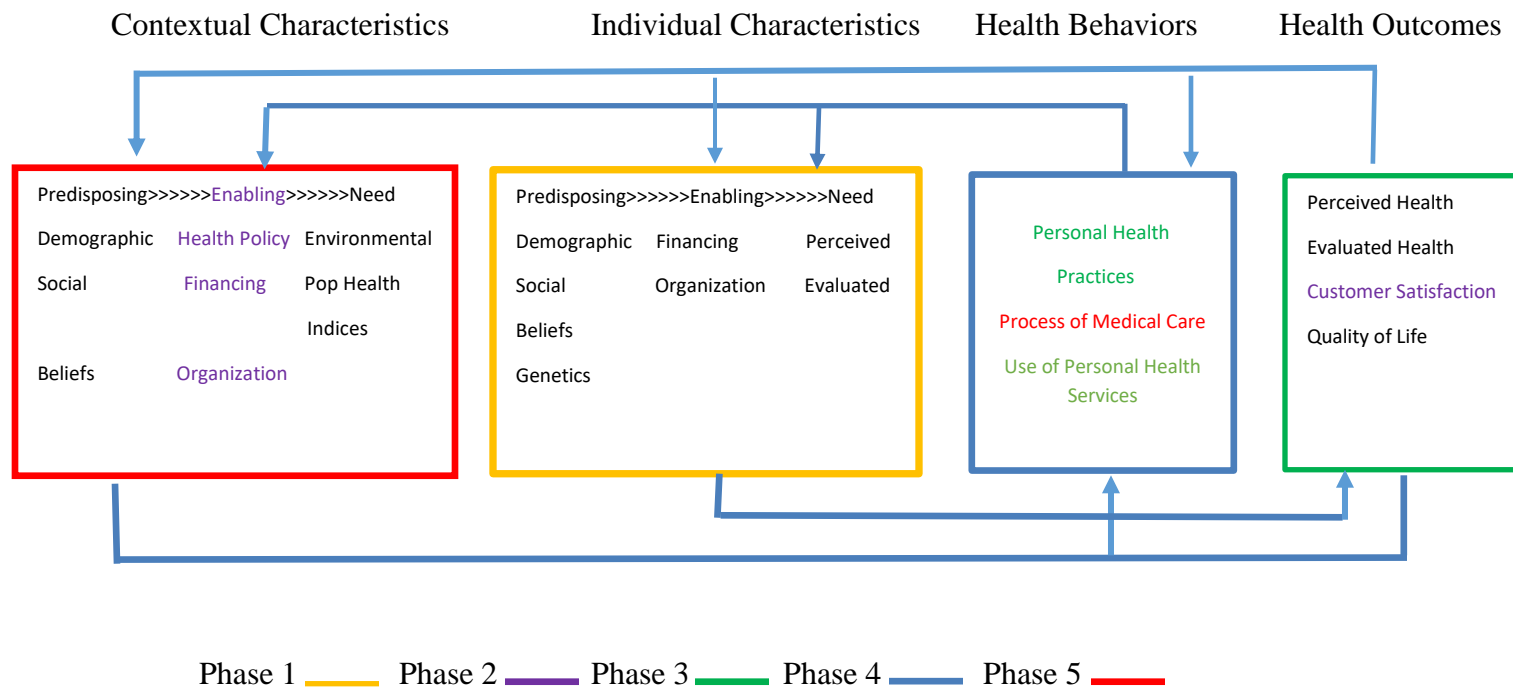 Contextual Characteristics Individual Characteristics Health Behaviors Health Outcomes
Predisposing>>>>>>Enabling>>>>>>Need
Demographic Health Policy Environmental
Social Financing Pop Health
Indices
Beliefs Organization
Predisposing>>>>>>Enabling>>>>>>Need
Demographic Financing Perceived
Social Organization Evaluated
Beliefs
Genetics
Personal Health
Practices
Process of Medical Care
Use of Personal Health
Services
Perceived Health
Evaluated Health
Customer Satisfaction
Quality of Life
Phase 1 Phase 2 Phase 3 Phase 4 Phase 5